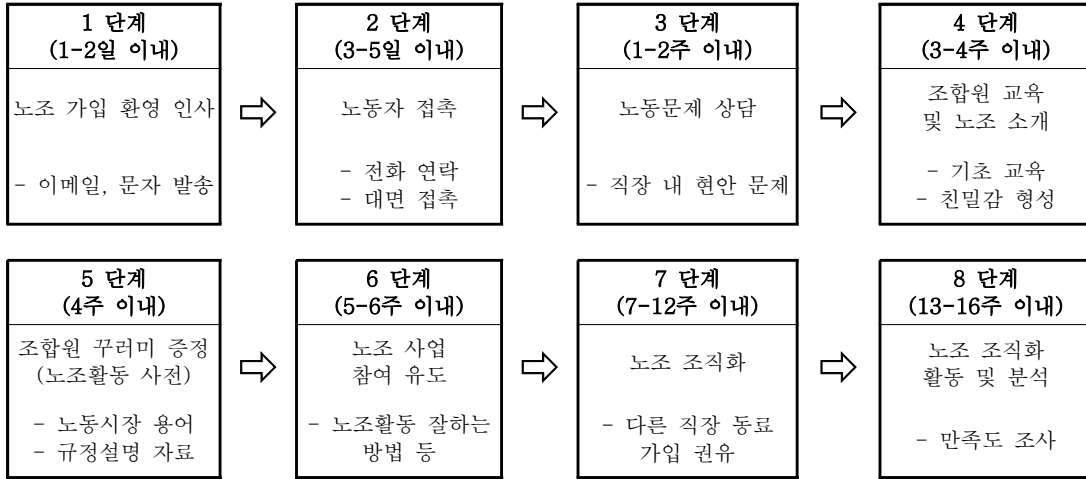 1 단계
(1-2일 이내)
노조 가입 환영 인사
- 이메일, 문자 발송
2 단계
(3-5일 이내)
노동자 접촉
- 전화 연락
- 대면 접촉
3 단계
(1-2주 이내)
노동문제 상담
- 직장 내 현안 문제
4 단계
(3-4주 이내)
조합원 교육
및 노조 소개
- 기초 교육
- 친밀감 형성
5 단계
(4주 이내)
조합원 꾸러미 증정
(노조활동 사전)
- 노동시장 용어
- 규정설명 자료
6 단계
(5-6주 이내)
노조 사업
참여 유도
- 노조활동 잘하는
방법 등
7 단계
(7-12주 이내)
노조 조직화
- 다른 직장 동료
가입 권유
8 단계
(13-16주 이내)
노조 조직화
활동 및 분석
- 만족도 조사